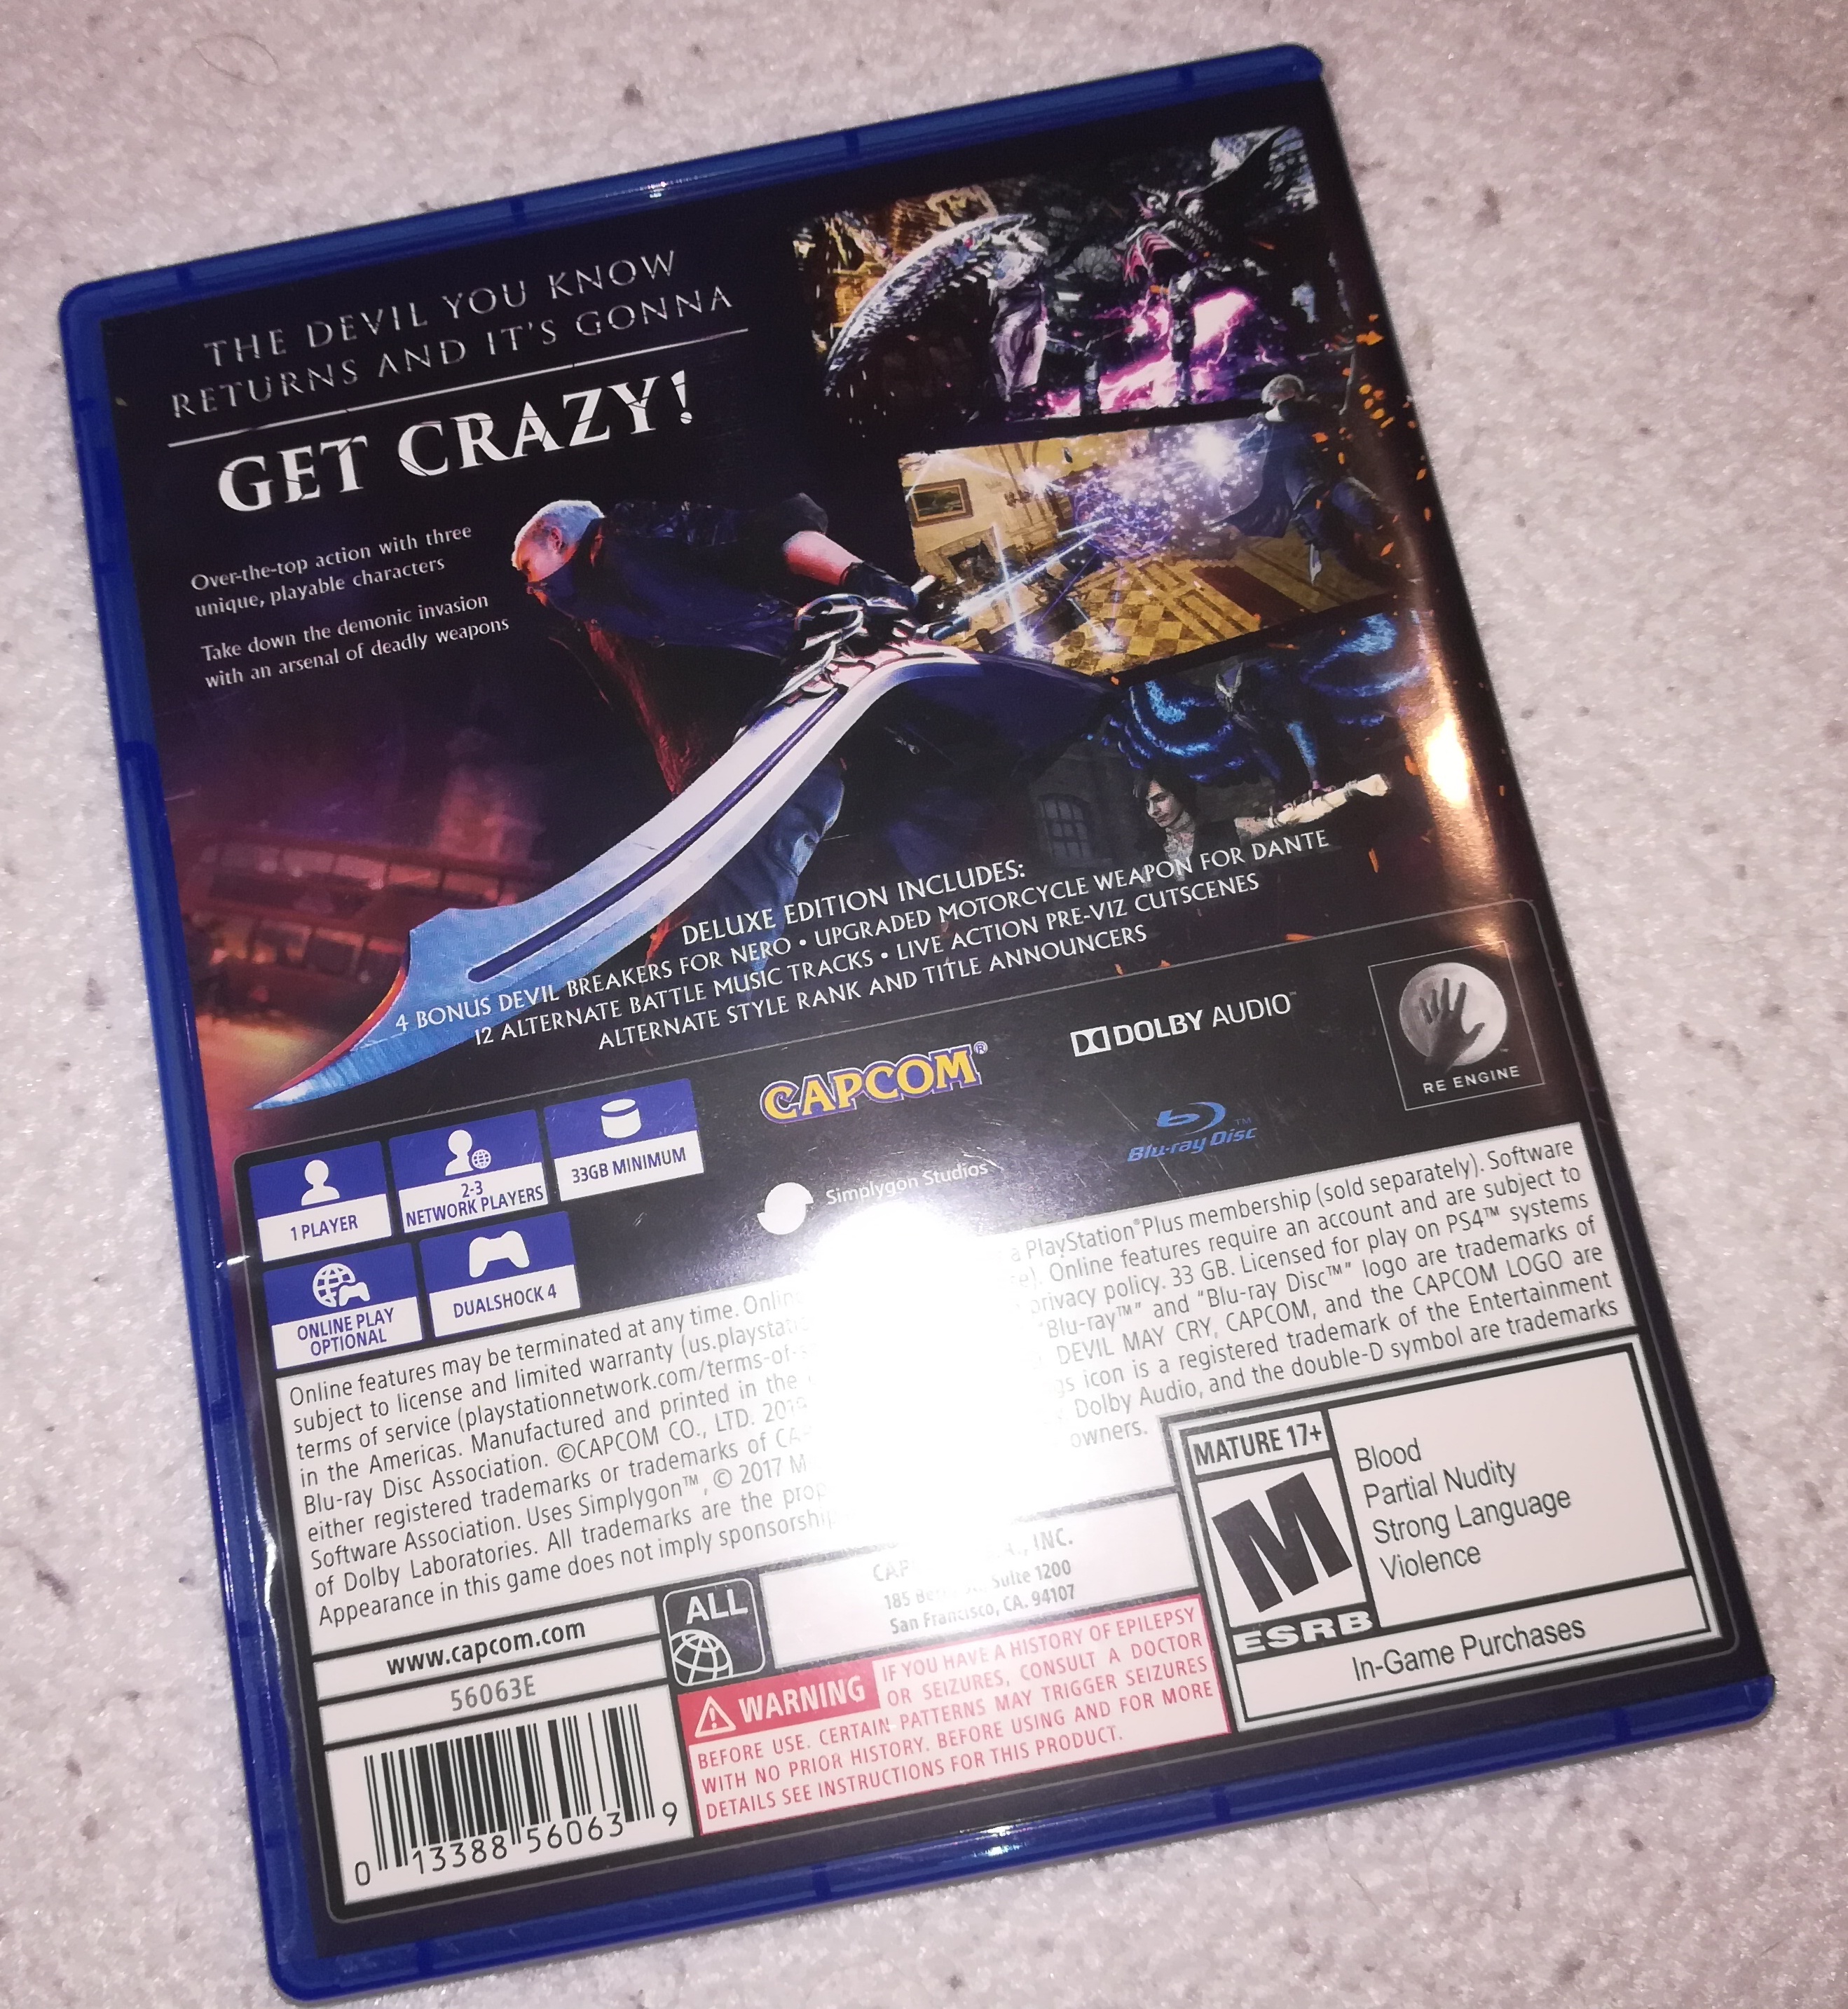 THE DEVIL YOU KNOW
RETURNS AND IT'S GONNA
GET CRAZY!
Over-the-top action with three
unique, playable characters
Take down the demonic invasion
with an arsenal of deadly weapons
DELUXE EDITION INCLUDES:
4 BONUS DEVIL BREAKERS FOR NERO • UPGRADED MOTORCYCLE WEAPON FOR DANTE
12 ALTERNATE BATTLE MUSIC TRACKS • LIVE ACTION PRE-VIZ CUTSCENES
ALTERNATE STYLE RANK AND TITLE ANNOUNCERS
1 PLAYER
2-3
NETWORK PLAYERS
33GB MINIMUM
ONLINE PLAY
OPTIONAL
DUALSHOCK 4
CAPCOM®
DOLBY AUDIO™
RE ENGINE
Simplygon Studios
Blu-ray Disc™
Online features may be terminated at any time. a PlayStation®Plus membership (sold separately). Software
subject to license and limited warranty Online features require an account and are subject to
terms of service privacy policy. 33 GB. Licensed for play on PS4™ systems
in the Americas. Manufactured and printed in the "Blu-ray™" and "Blu-ray Disc™" logo are trademarks of
Blu-ray Disc Association. ©CAPCOM CO., LTD. DEVIL MAY CRY, CAPCOM, and the CAPCOM LOGO are
either registered trademarks or trademarks of icon is a registered trademark of the Entertainment
Software Association. Uses Simplygon™, © 2017 Dolby Audio, and the double-D symbol are trademarks
of Dolby Laboratories. All trademarks are the owners.
Appearance in this game does not imply
www.capcom.com
56063E
0 13388 56063 9
ALL
INC.
185 Suite 1200
San Francisco, CA. 94107
WARNING IF YOU HAVE A HISTORY OF EPILEPSY
OR SEIZURES, CONSULT A DOCTOR
BEFORE USE. CERTAIN PATTERNS MAY TRIGGER SEIZURES
WITH NO PRIOR HISTORY. BEFORE USING AND FOR MORE
DETAILS SEE INSTRUCTIONS FOR THIS PRODUCT.
MATURE 17+
M
ESRB
Blood
Partial Nudity
Strong Language
Violence
In-Game Purchases